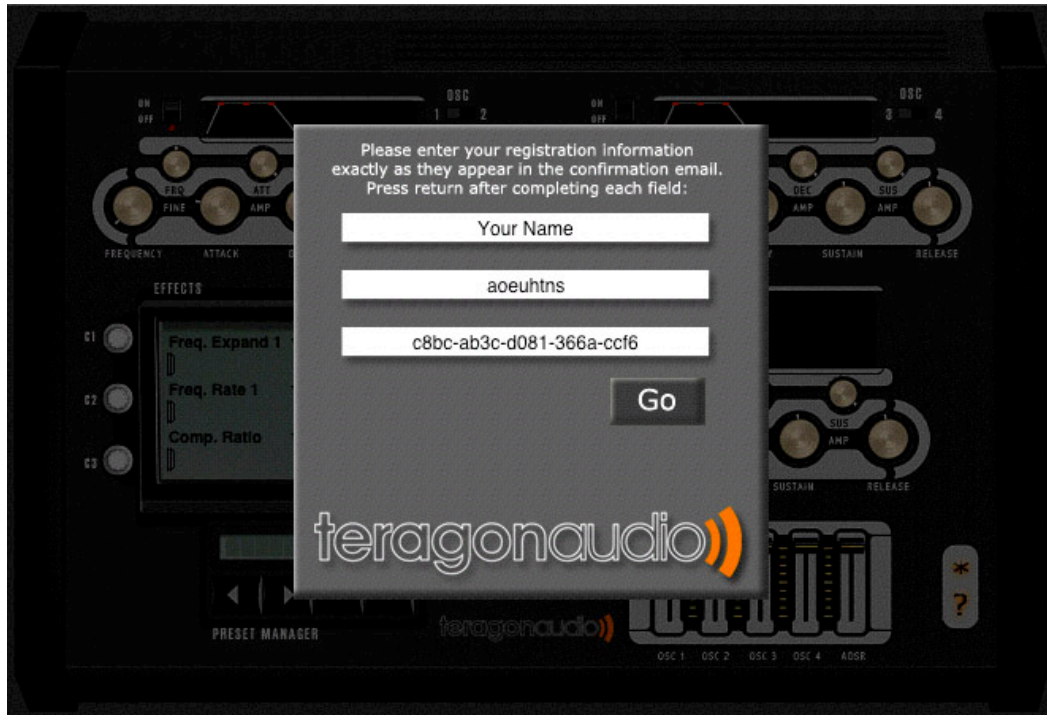 OSC
ON
OFF
1 2
OSC
ON
OFF
3 4
Please enter your registration information
exactly as they appear in the confirmation email.
Press return after completing each field:
Your Name
aoeuhtns
c8bc-ab3c-d081-366a-ccf6
Go
teragonaudio
FRQ
ATT
FINE
AMP
DEC
SUS
AMP
AMP
FREQUENCY
ATTACK
SUSTAIN
RELEASE
EFFECTS
C1
Freq. Expand 1
C2
Freq. Rate 1
C3
Comp. Ratio
SUS
AMP
SUSTAIN
RELEASE
PRESET MANAGER
teragonaudio
*
?
OSC 1 OSC 2 OSC 3 OSC 4 ADSR